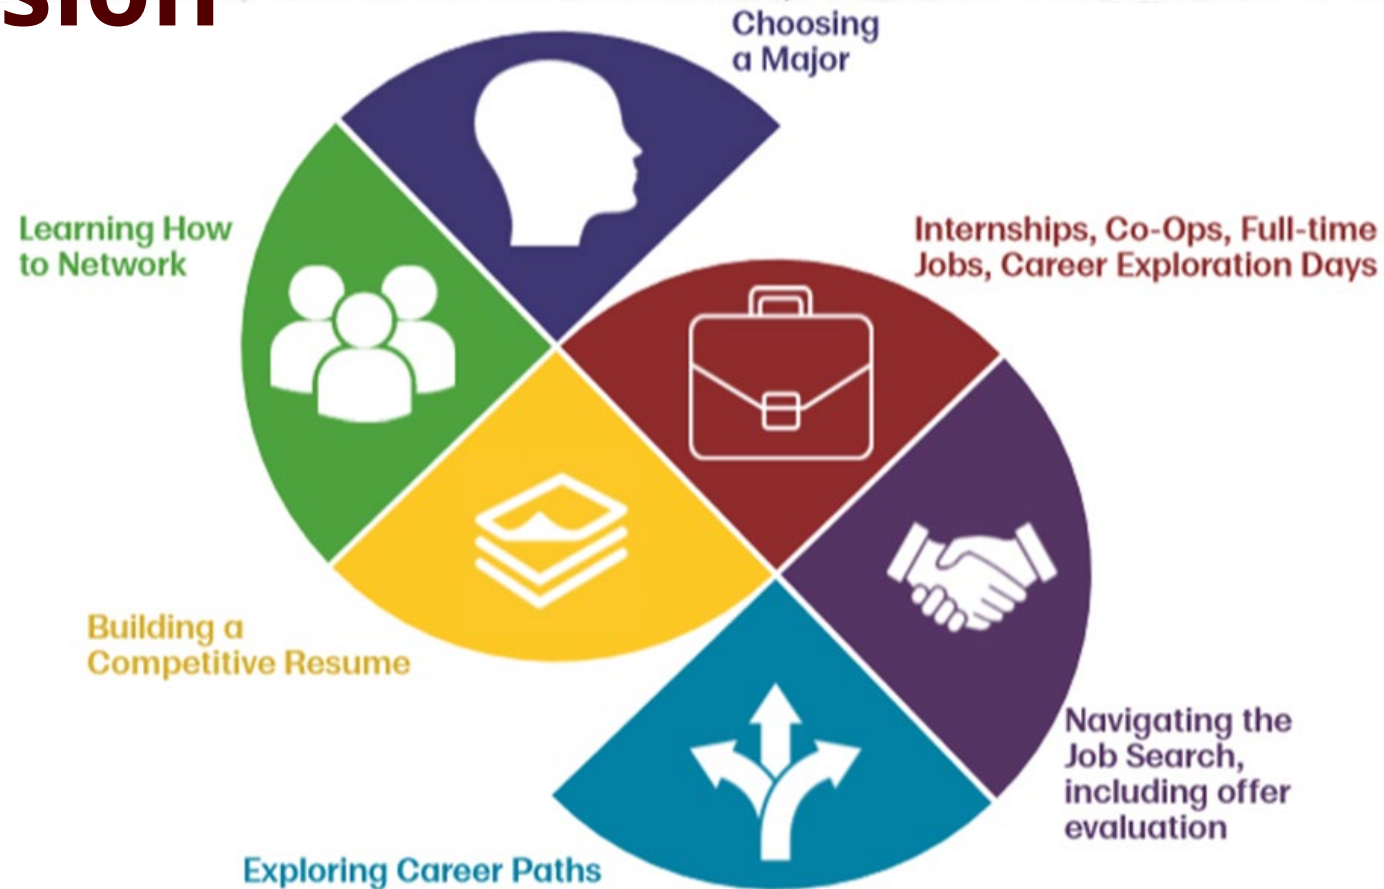 sion
Choosing
a Major
Learning How
to Network
Internships, Co-Ops, Full-time
Jobs, Career Exploration Days
Building a
Competitive Resume
Navigating the
Job Search,
including offer
evaluation
Exploring Career Paths